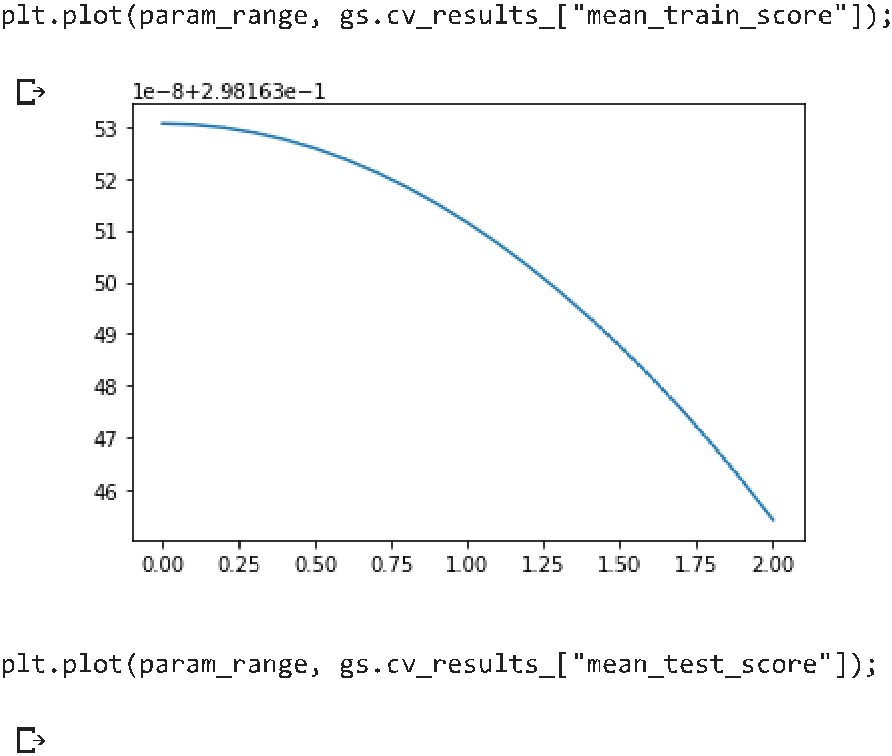 plt.plot(param_range, gs.cv_results_["mean_train_score"]);
1e−8+2.98163e−1
53
52
51
50
49
48
47
46
0.00 0.25 0.50 0.75 1.00 1.25 1.50 1.75 2.00
plt.plot(param_range, gs.cv_results_["mean_test_score"]);